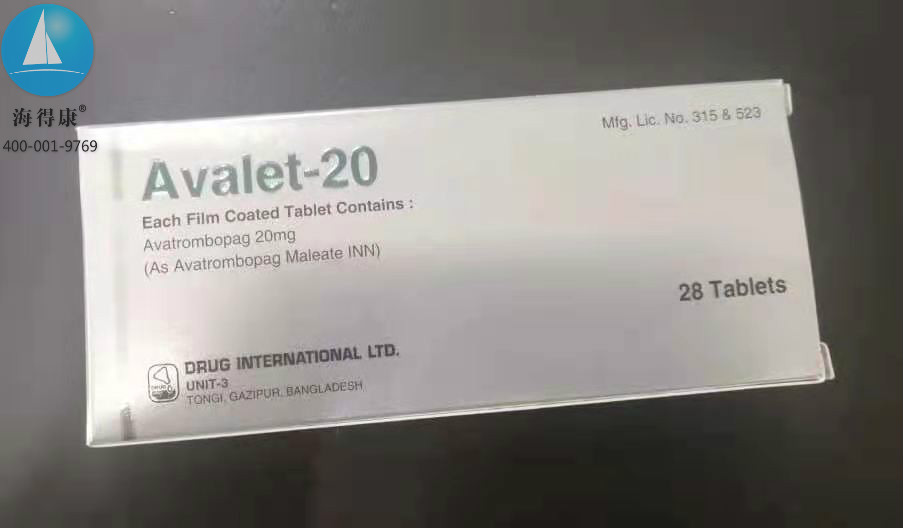 海得康®
400-001-9769
Mfg. Lic. No. 315 & 523
Avalet-20
Each Film Coated Tablet Contains :
Avatrombopag 20mg
(As Avatrombopag Maleate INN)
28 Tablets
DRUG INTERNATIONAL LTD.
UNIT-3
TONGI, GAZIPUR, BANGLADESH